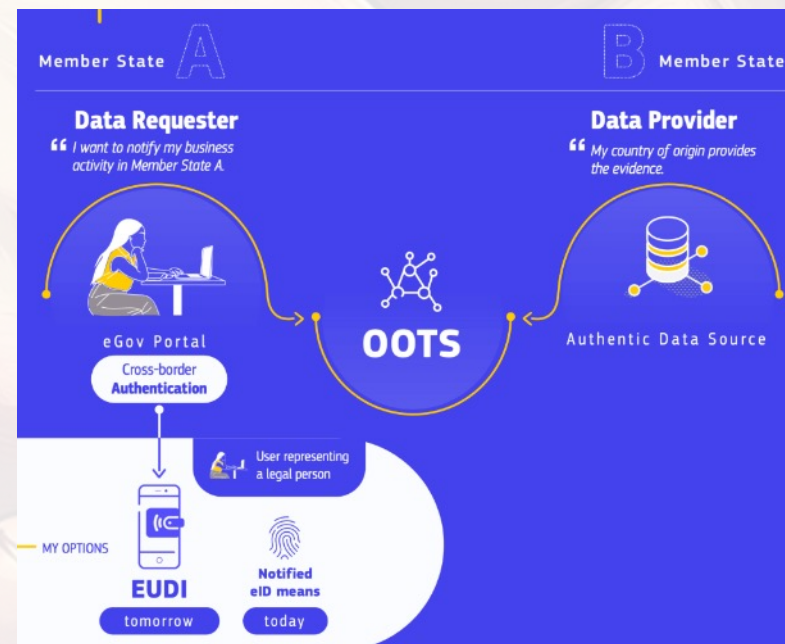 Member State A
B Member State
Data Requester
“ I want to notify my business
activity in Member State A.
Data Provider
“ My country of origin provides
the evidence.
OOTS
eGov Portal
Authentic Data Source
Cross-border
Authentication
User representing
a legal person
MY OPTIONS
EUDI
tomorrow
Notified
eID means
today